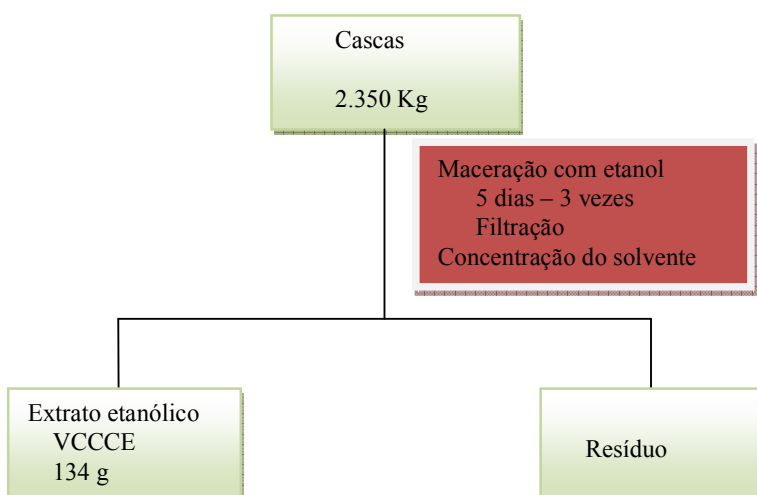 Cascas
2.350 Kg
Maceração com etanol
5 dias – 3 vezes
Filtração
Concentração do solvente
Extrato etanólico
VCCCE
134 g
Resíduo